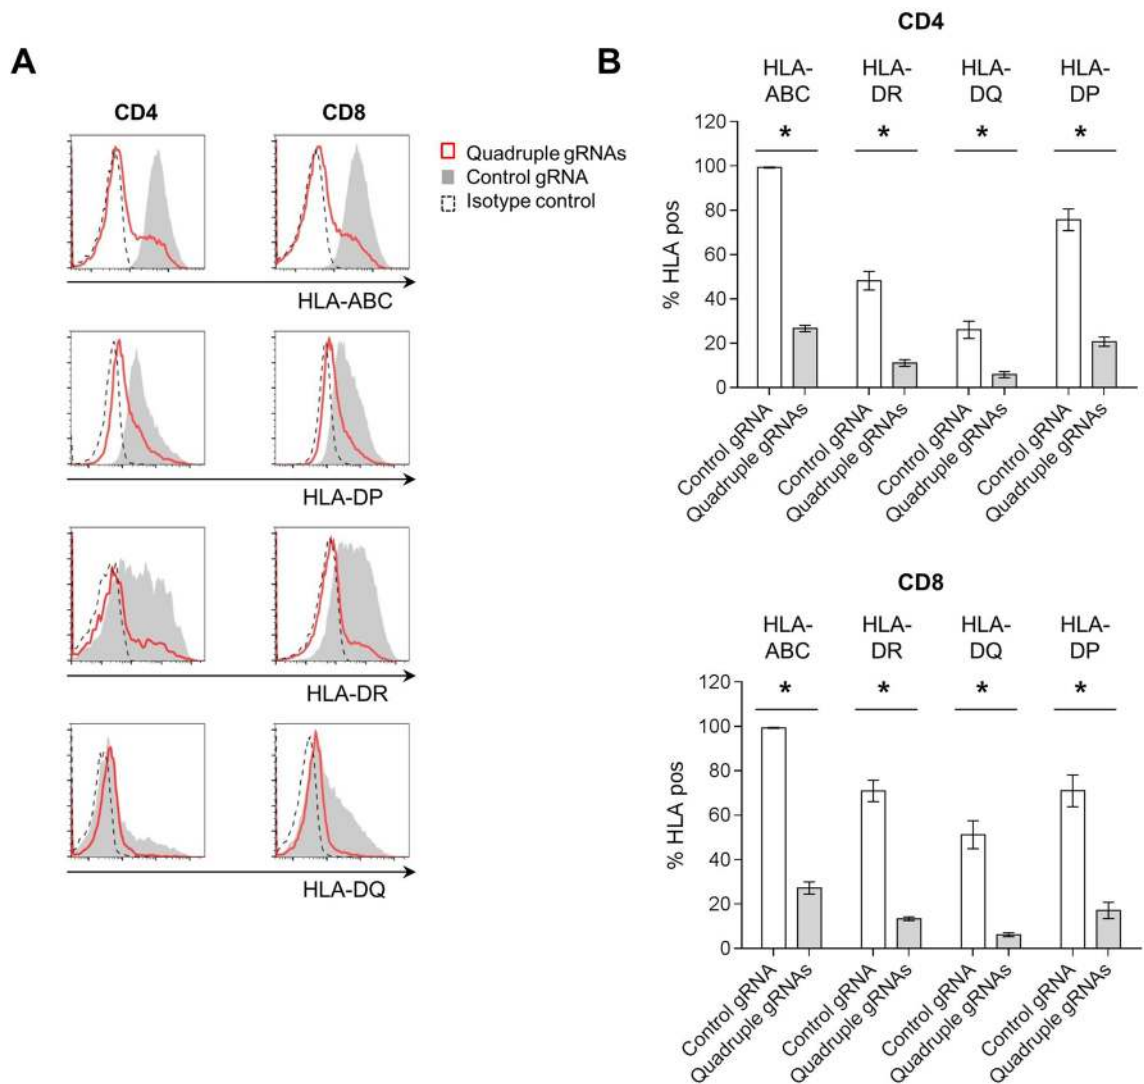 A
CD4
CD8
Quadruple gRNAs
Control gRNA
Isotype control
HLA-ABC
HLA-DP
HLA-DR
HLA-DQ
B
CD4
HLA-
ABC
HLA-
DR
HLA-
DQ
HLA-
DP
*
*
*
*
% HLA pos
120
100
80
60
40
20
0
Control gRNA
Quadruple gRNAs
Control gRNA
Quadruple gRNAs
Control gRNA
Quadruple gRNAs
Control gRNA
Quadruple gRNAs
CD8
HLA-
ABC
HLA-
DR
HLA-
DQ
HLA-
DP
*
*
*
*
% HLA pos
120
100
80
60
40
20
0
Control gRNA
Quadruple gRNAs
Control gRNA
Quadruple gRNAs
Control gRNA
Quadruple gRNAs
Control gRNA
Quadruple gRNAs